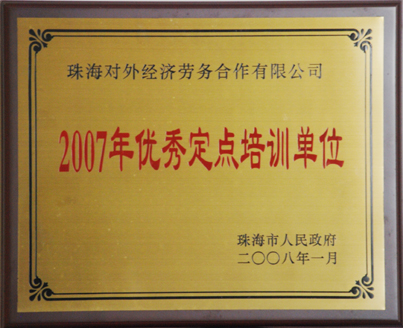 珠海对外经济劳务合作有限公司
2007年优秀定点培训单位
珠海市人民政府
二〇〇八年一月